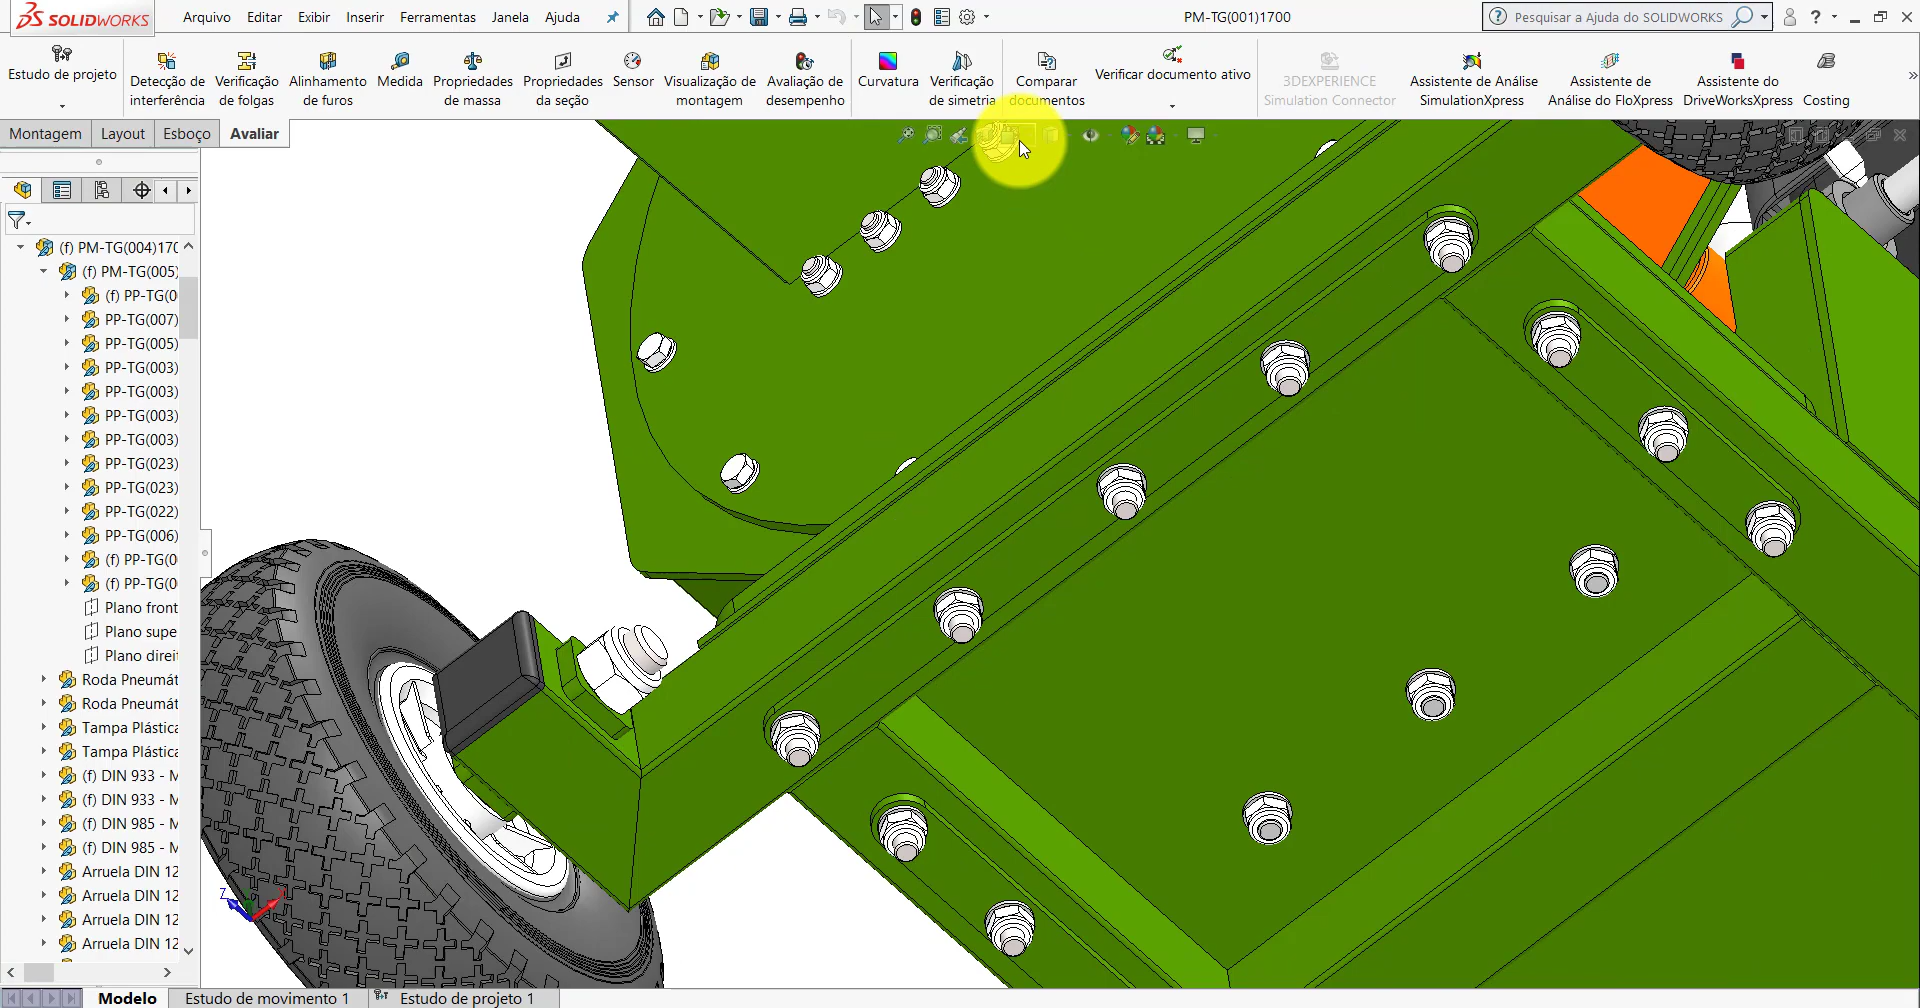 SOLIDWORKS
Arquivo Editar Exibir Inserir Ferramentas Janela Ajuda
PM-TG(001)1700
Pesquisar a Ajuda do SOLIDWORKS
Estudo de projeto
Detecção de interferência
Verificação de folgas
Alinhamento de furos
Medida
Propriedades de massa
Propriedades da seção
Sensor
Visualização de montagem
Avaliação de desempenho
Curvatura
Verificação de simetria
Comparar documentos
Verificar documento ativo
3DEXPERIENCE Simulation Connector
Assistente de Análise SimulationXpress
Assistente de Análise do FloXpress
Assistente do DriveWorksXpress
Costing
Montagem Layout Esboço Avaliar
(f) PM-TG(004)170
(f) PM-TG(005)
(f) PP-TG(0
PP-TG(007)
PP-TG(005)
PP-TG(003)
PP-TG(003)
PP-TG(003)
PP-TG(003)
PP-TG(023)
PP-TG(023)
PP-TG(022)
PP-TG(006)
(f) PP-TG(0
(f) PP-TG(0
Plano front
Plano supe
Plano direit
Roda Pneumát
Roda Pneumát
Tampa Plástica
Tampa Plástica
(f) DIN 933 - M
(f) DIN 933 - M
(f) DIN 985 - M
(f) DIN 985 - M
Arruela DIN 12
Arruela DIN 12
Arruela DIN 12
Arruela DIN 12
Z
Modelo Estudo de movimento 1 Estudo de projeto 1